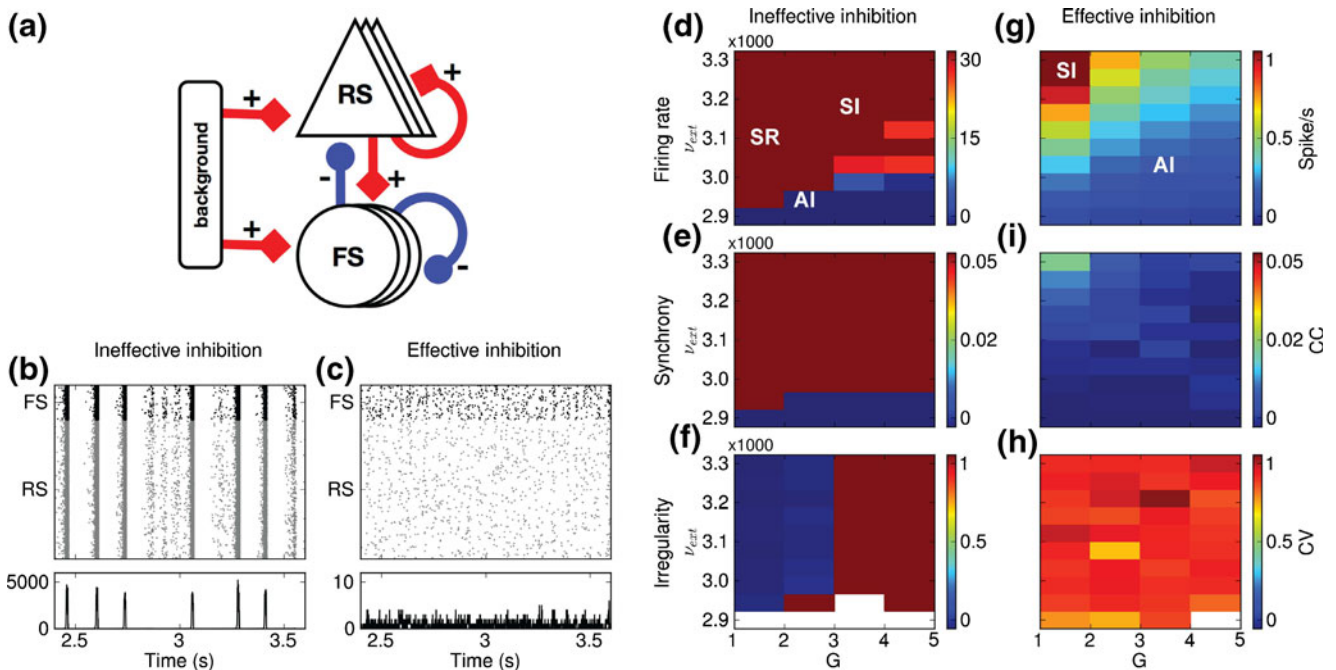 (a)
background
+
+
RS
+
-
+
FS
-
Ineffective inhibition
Effective inhibition
(b)
(c)
FS
RS
FS
RS
5000
0
10
0
2.5
3
3.5
2.5
3
3.5
Time (s)
Time (s)
Ineffective inhibition
Effective inhibition
(d)
x1000
Firing rate
νext
3.3
3.2
3.1
3.0
2.9
SR
SI
AI
30
15
0
(g)
SI
AI
1
0.5
0
Spike/s
(e)
x1000
Synchrony
νext
3.3
3.2
3.1
3.0
2.9
0.05
0.02
0
(i)
0.05
0.02
0
CC
(f)
x1000
Irregularity
νext
3.3
3.2
3.1
3.0
2.9
1
0.5
0
1
2
3
4
5
G
(h)
1
0.5
0
CV
1
2
3
4
5
G